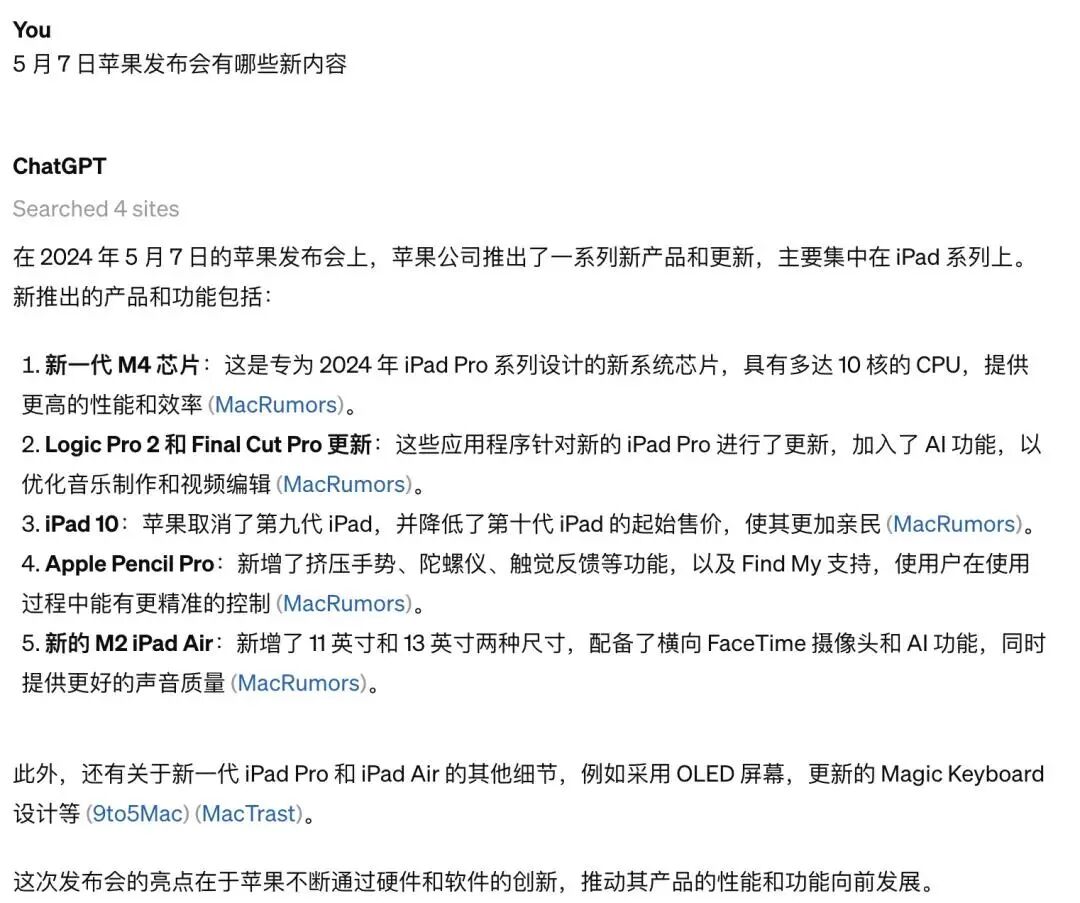 You
5 月 7 日苹果发布会有哪些新内容
ChatGPT
Searched 4 sites
在 2024 年 5 月 7 日的苹果发布会上，苹果公司推出了一系列新产品和更新，主要集中在 iPad 系列上。
新推出的产品和功能包括：
1. 新一代 M4 芯片：这是专为 2024 年 iPad Pro 系列设计的新系统芯片，具有多达 10 核的 CPU，提供
更高的性能和效率 (MacRumors)。
2. Logic Pro 2 和 Final Cut Pro 更新：这些应用程序针对新的 iPad Pro 进行了更新，加入了 AI 功能，以
优化音乐制作和视频编辑 (MacRumors)。
3. iPad 10：苹果取消了第九代 iPad，并降低了第十代 iPad 的起始售价，使其更加亲民 (MacRumors)。
4. Apple Pencil Pro：新增了挤压手势、陀螺仪、触觉反馈等功能，以及 Find My 支持，使用户在使用
过程中能有更精准的控制 (MacRumors)。
5. 新的 M2 iPad Air：新增了 11 英寸和 13 英寸两种尺寸，配备了横向 FaceTime 摄像头和 AI 功能，同时
提供更好的声音质量 (MacRumors)。
此外，还有关于新一代 iPad Pro 和 iPad Air 的其他细节，例如采用 OLED 屏幕，更新的 Magic Keyboard
设计等 (9to5Mac) (MacTrast)。
这次发布会的亮点在于苹果不断通过硬件和软件的创新，推动其产品的性能和功能向前发展。